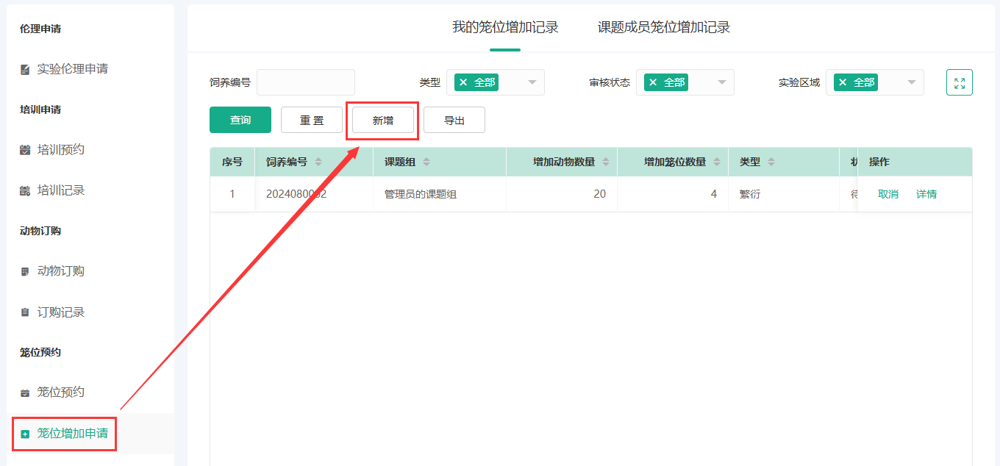 伦理申请
实验伦理申请
培训申请
培训预约
培训记录
动物订购
动物订购
订购记录
笼位预约
笼位预约
笼位增加申请
我的笼位增加记录 课题成员笼位增加记录
饲养编号 类型 × 全部 审核状态 × 全部 实验区域 × 全部
查询 重置 新增 导出
序号 饲养编号 课题组 增加动物数量 增加笼位数量 类型 操作
1 2024080002 管理员的课题组 20 4 繁衍 取消 详情